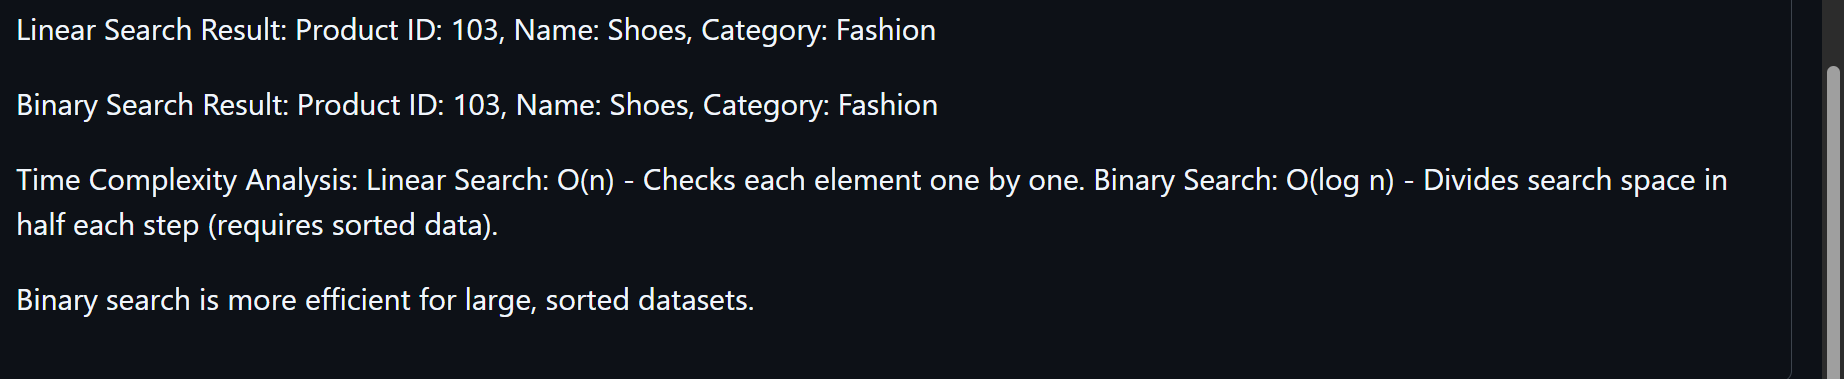 Linear Search Result: Product ID: 103, Name: Shoes, Category: Fashion
Binary Search Result: Product ID: 103, Name: Shoes, Category: Fashion
Time Complexity Analysis: Linear Search: O(n) - Checks each element one by one. Binary Search: O(log n) - Divides search space in
half each step (requires sorted data).
Binary search is more efficient for large, sorted datasets.